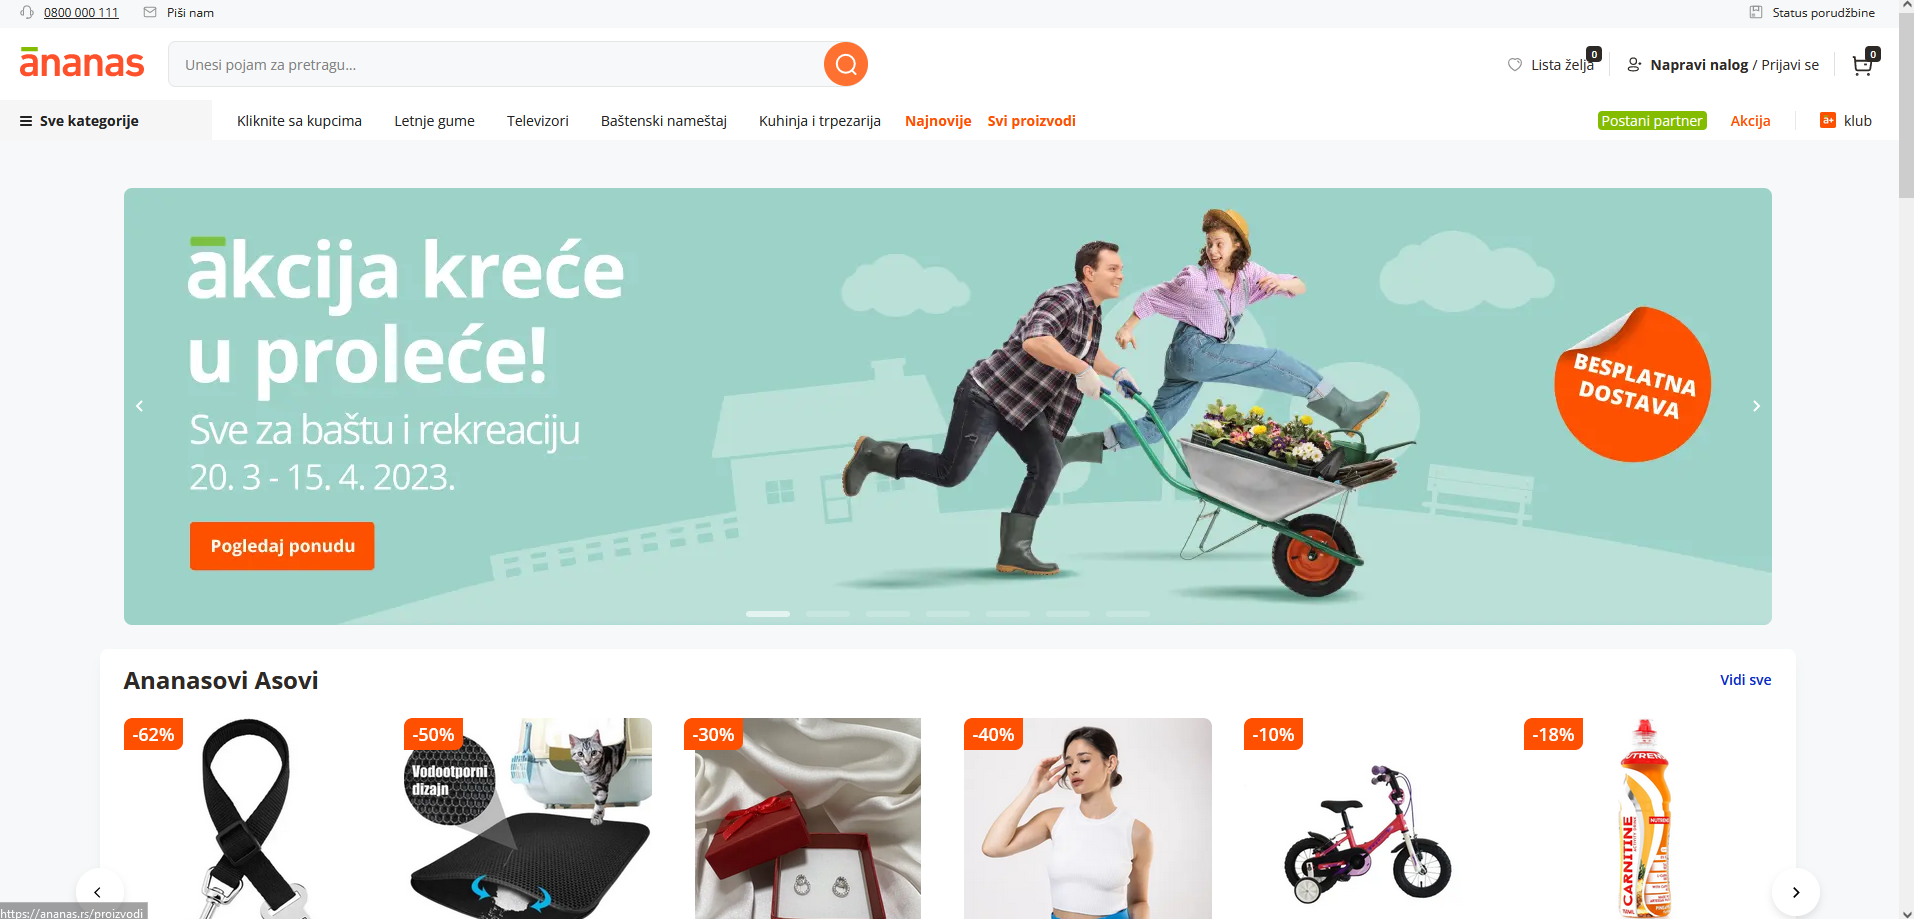 0800 000 111
Piši nam
Status porudžbine
ānanas
Unesi pojam za pretragu...
Lista želja
0
Napravi nalog / Prijavi se
0
Sve kategorije
Kliknite sa kupcima
Letnje gume
Televizori
Baštenski nameštaj
Kuhinja i trpezarija
Najnovije
Svi proizvodi
Postani partner
Akcija
a+ klub
ākcija kreće
u proleće!
Sve za baštu i rekreaciju
20. 3 - 15. 4. 2023.
Pogledaj ponudu
BESPLATNA
DOSTAVA
Ananasovi Asovi
Vidi sve
-62%
-50%
Vodootporni
dizajn
-30%
-40%
-10%
-18%
NUTREND
CARNITINE
https://ananas.rs/proizvodi